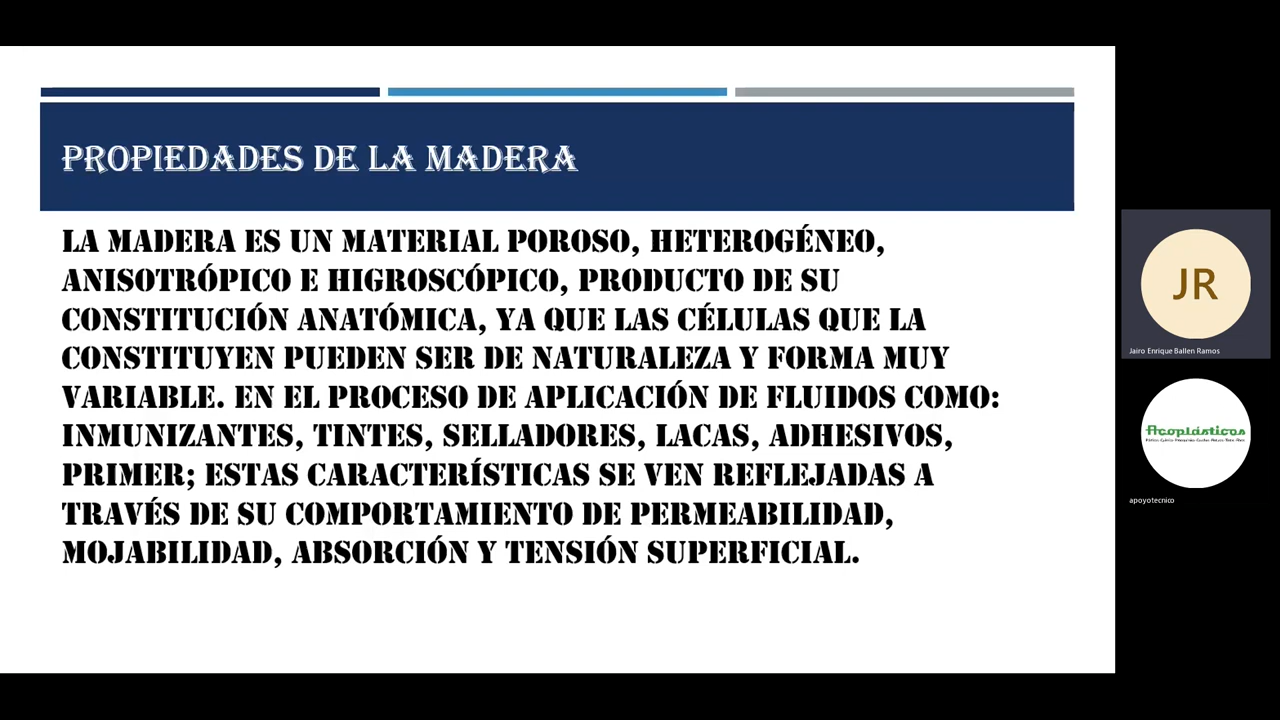 PROPIEDADES DE LA MADERA
LA MADERA ES UN MATERIAL POROSO, HETEROGÉNEO,
ANISOTRÓPICO E HIGROSCÓPICO, PRODUCTO DE SU
CONSTITUCIÓN ANATÓMICA, YA QUE LAS CÉLULAS QUE LA
CONSTITUYEN PUEDEN SER DE NATURALEZA Y FORMA MUY
VARIABLE. EN EL PROCESO DE APLICACIÓN DE FLUIDOS COMO:
INMUNIZANTES, TINTES, SELLADORES, LACAS, ADHESIVOS,
PRIMER; ESTAS CARACTERÍSTICAS SE VEN REFLEJADAS A
TRAVÉS DE SU COMPORTAMIENTO DE PERMEABILIDAD,
MOJABILIDAD, ABSORCIÓN Y TENSIÓN SUPERFICIAL.
JR
Jairo Enrique Ballen Ramos
Acoplásticos
apoyotecnico